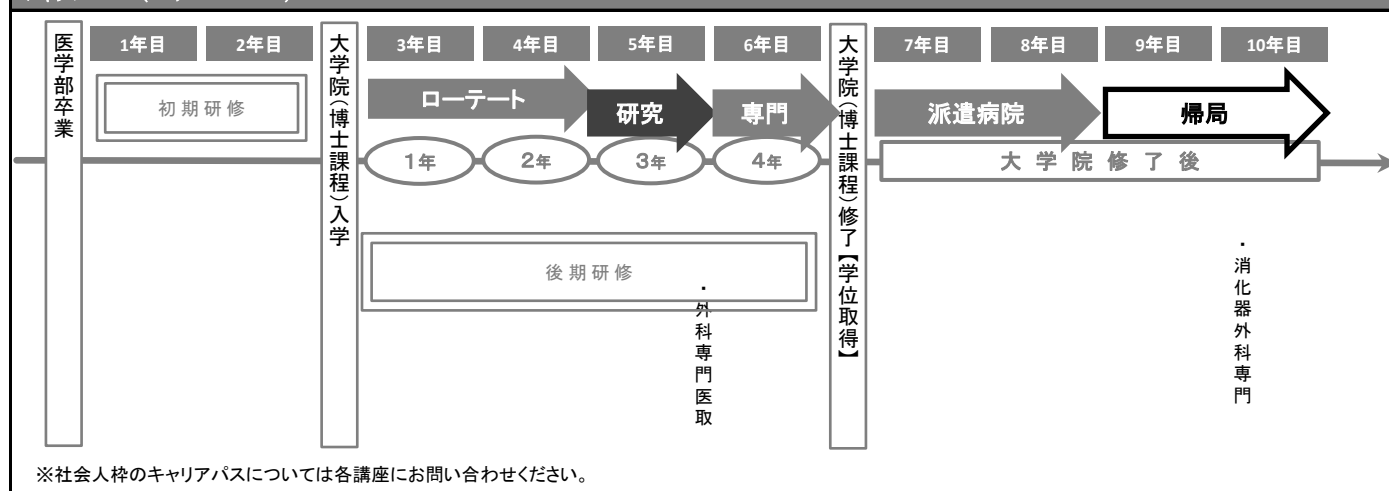 医学部卒業
1年目
2年目
初期研修
大学院(博士課程)入学
3年目
4年目
5年目
6年目
ローテート
研究
専門
1年
2年
3年
4年
後期研修
・外科専門医取
大学院(博士課程)修了【学位取得】
7年目
8年目
9年目
10年目
派遣病院
帰局
大学院修了後
・消化器外科専門
※社会人枠のキャリアパスについては各講座にお問い合わせください。